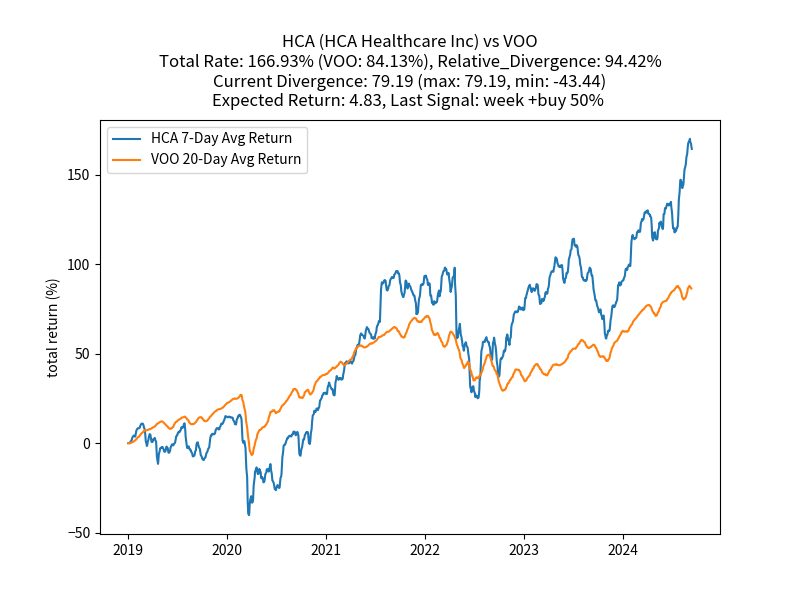 HCA (HCA Healthcare Inc) vs VOO
Total Rate: 166.93% (VOO: 84.13%), Relative_Divergence: 94.42%
Current Divergence: 79.19 (max: 79.19, min: -43.44)
Expected Return: 4.83, Last Signal: week +buy 50%
HCA 7-Day Avg Return
VOO 20-Day Avg Return
total return (%)
150
100
50
0
−50
2019 2020 2021 2022 2023 2024